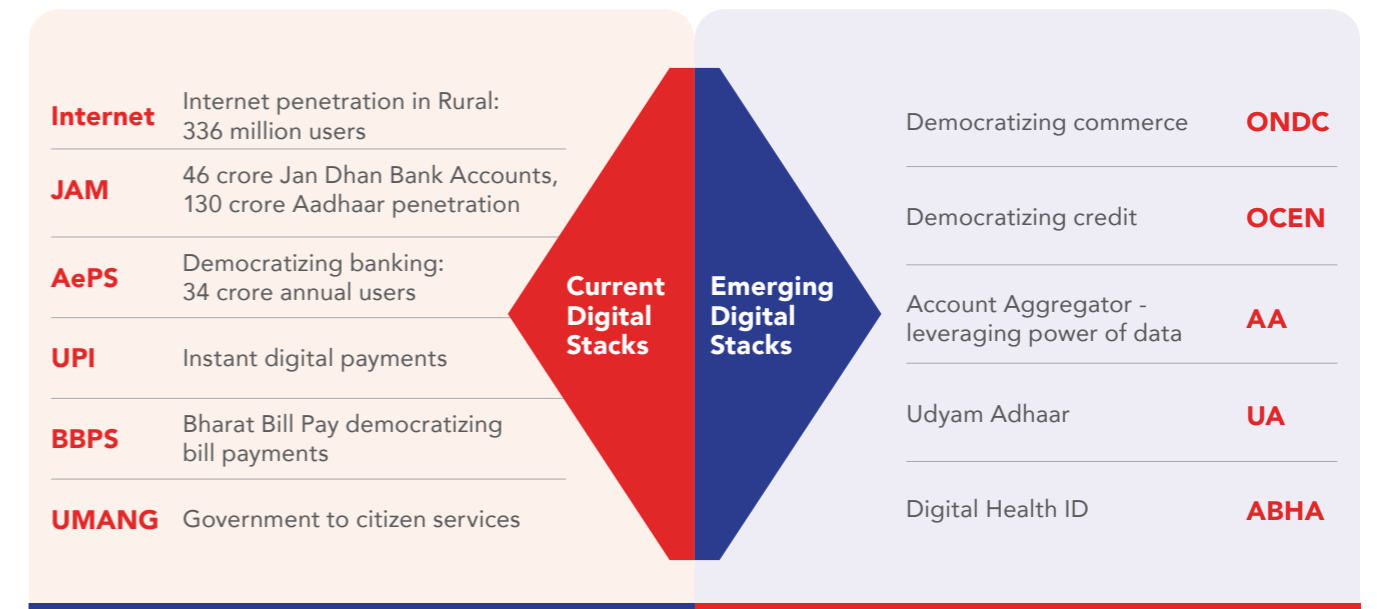 Internet
Internet penetration in Rural:
336 million users
JAM
46 crore Jan Dhan Bank Accounts,
130 crore Aadhaar penetration
AePS
Democratizing banking:
34 crore annual users
UPI
Instant digital payments
BBPS
Bharat Bill Pay democratizing
bill payments
UMANG
Government to citizen services
Current
Digital
Stacks
Emerging
Digital
Stacks
Democratizing commerce
ONDC
Democratizing credit
OCEN
Account Aggregator -
leveraging power of data
AA
Udyam Adhaar
UA
Digital Health ID
ABHA